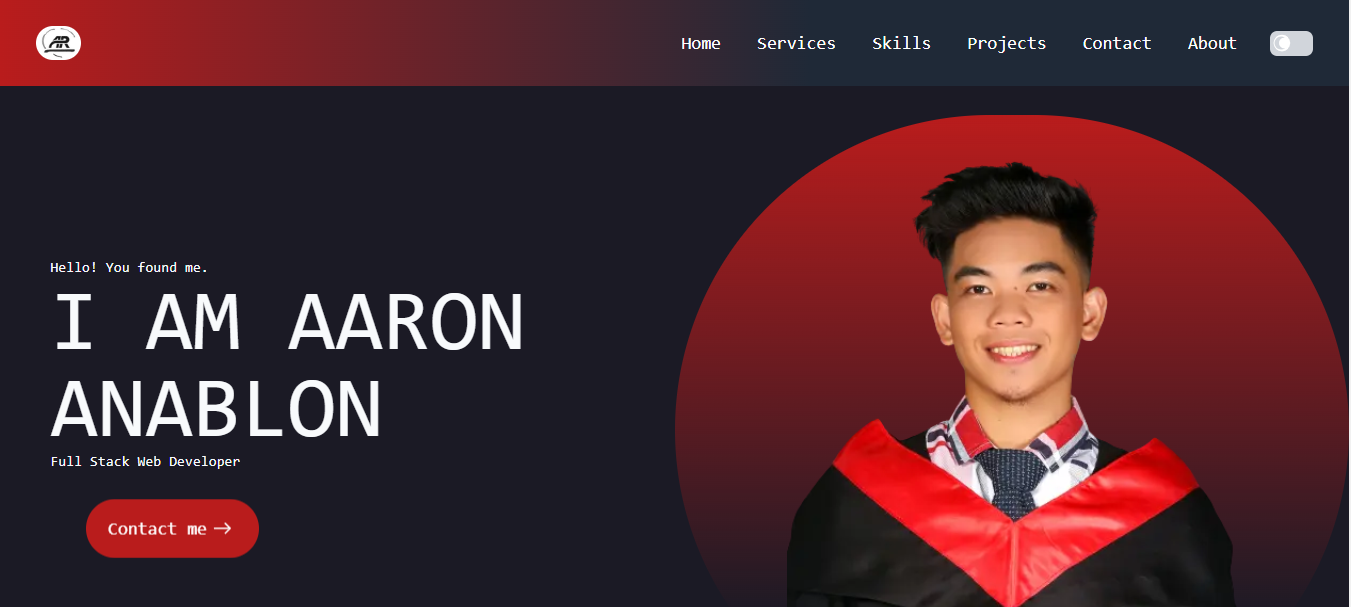 AR
Home Services Skills Projects Contact About
Hello! You found me.
I AM AARON
ANABLON
Full Stack Web Developer
Contact me →